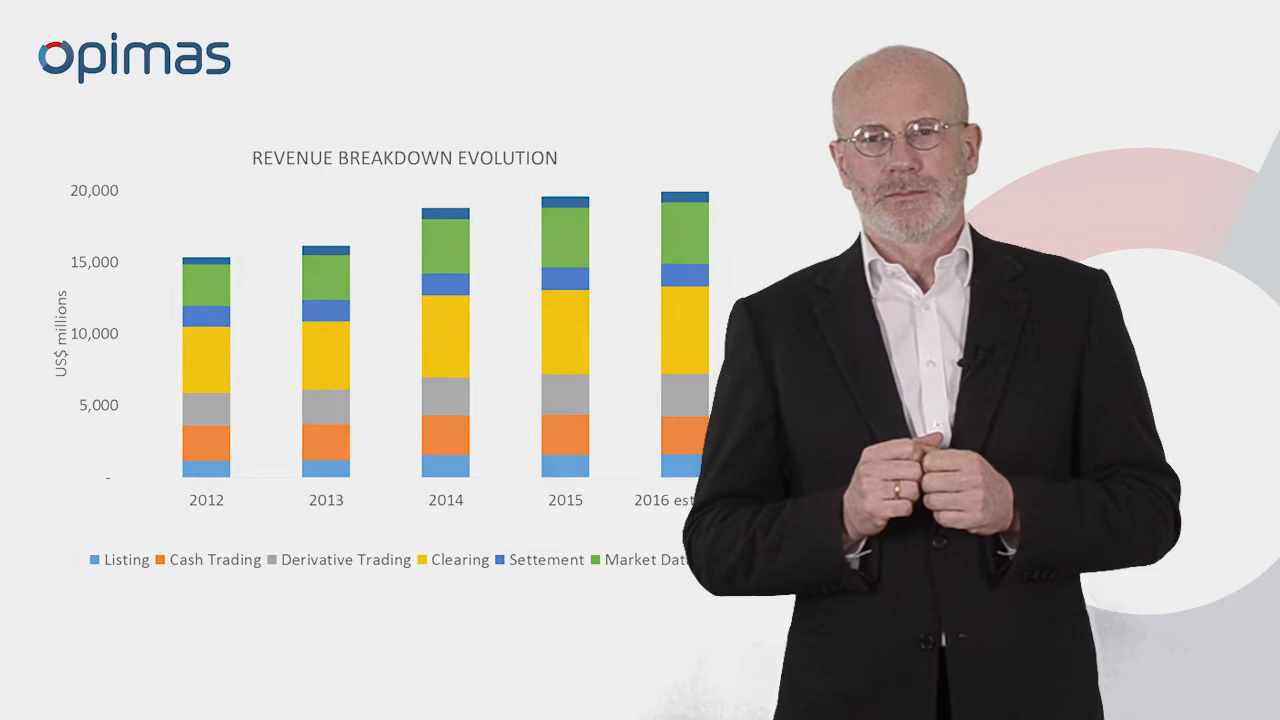 opimas
REVENUE BREAKDOWN EVOLUTION
US$ millions
20,000
15,000
10,000
5,000
-
2012 2013 2014 2015 2016 est
Listing Cash Trading Derivative Trading Clearing Settement Market Data